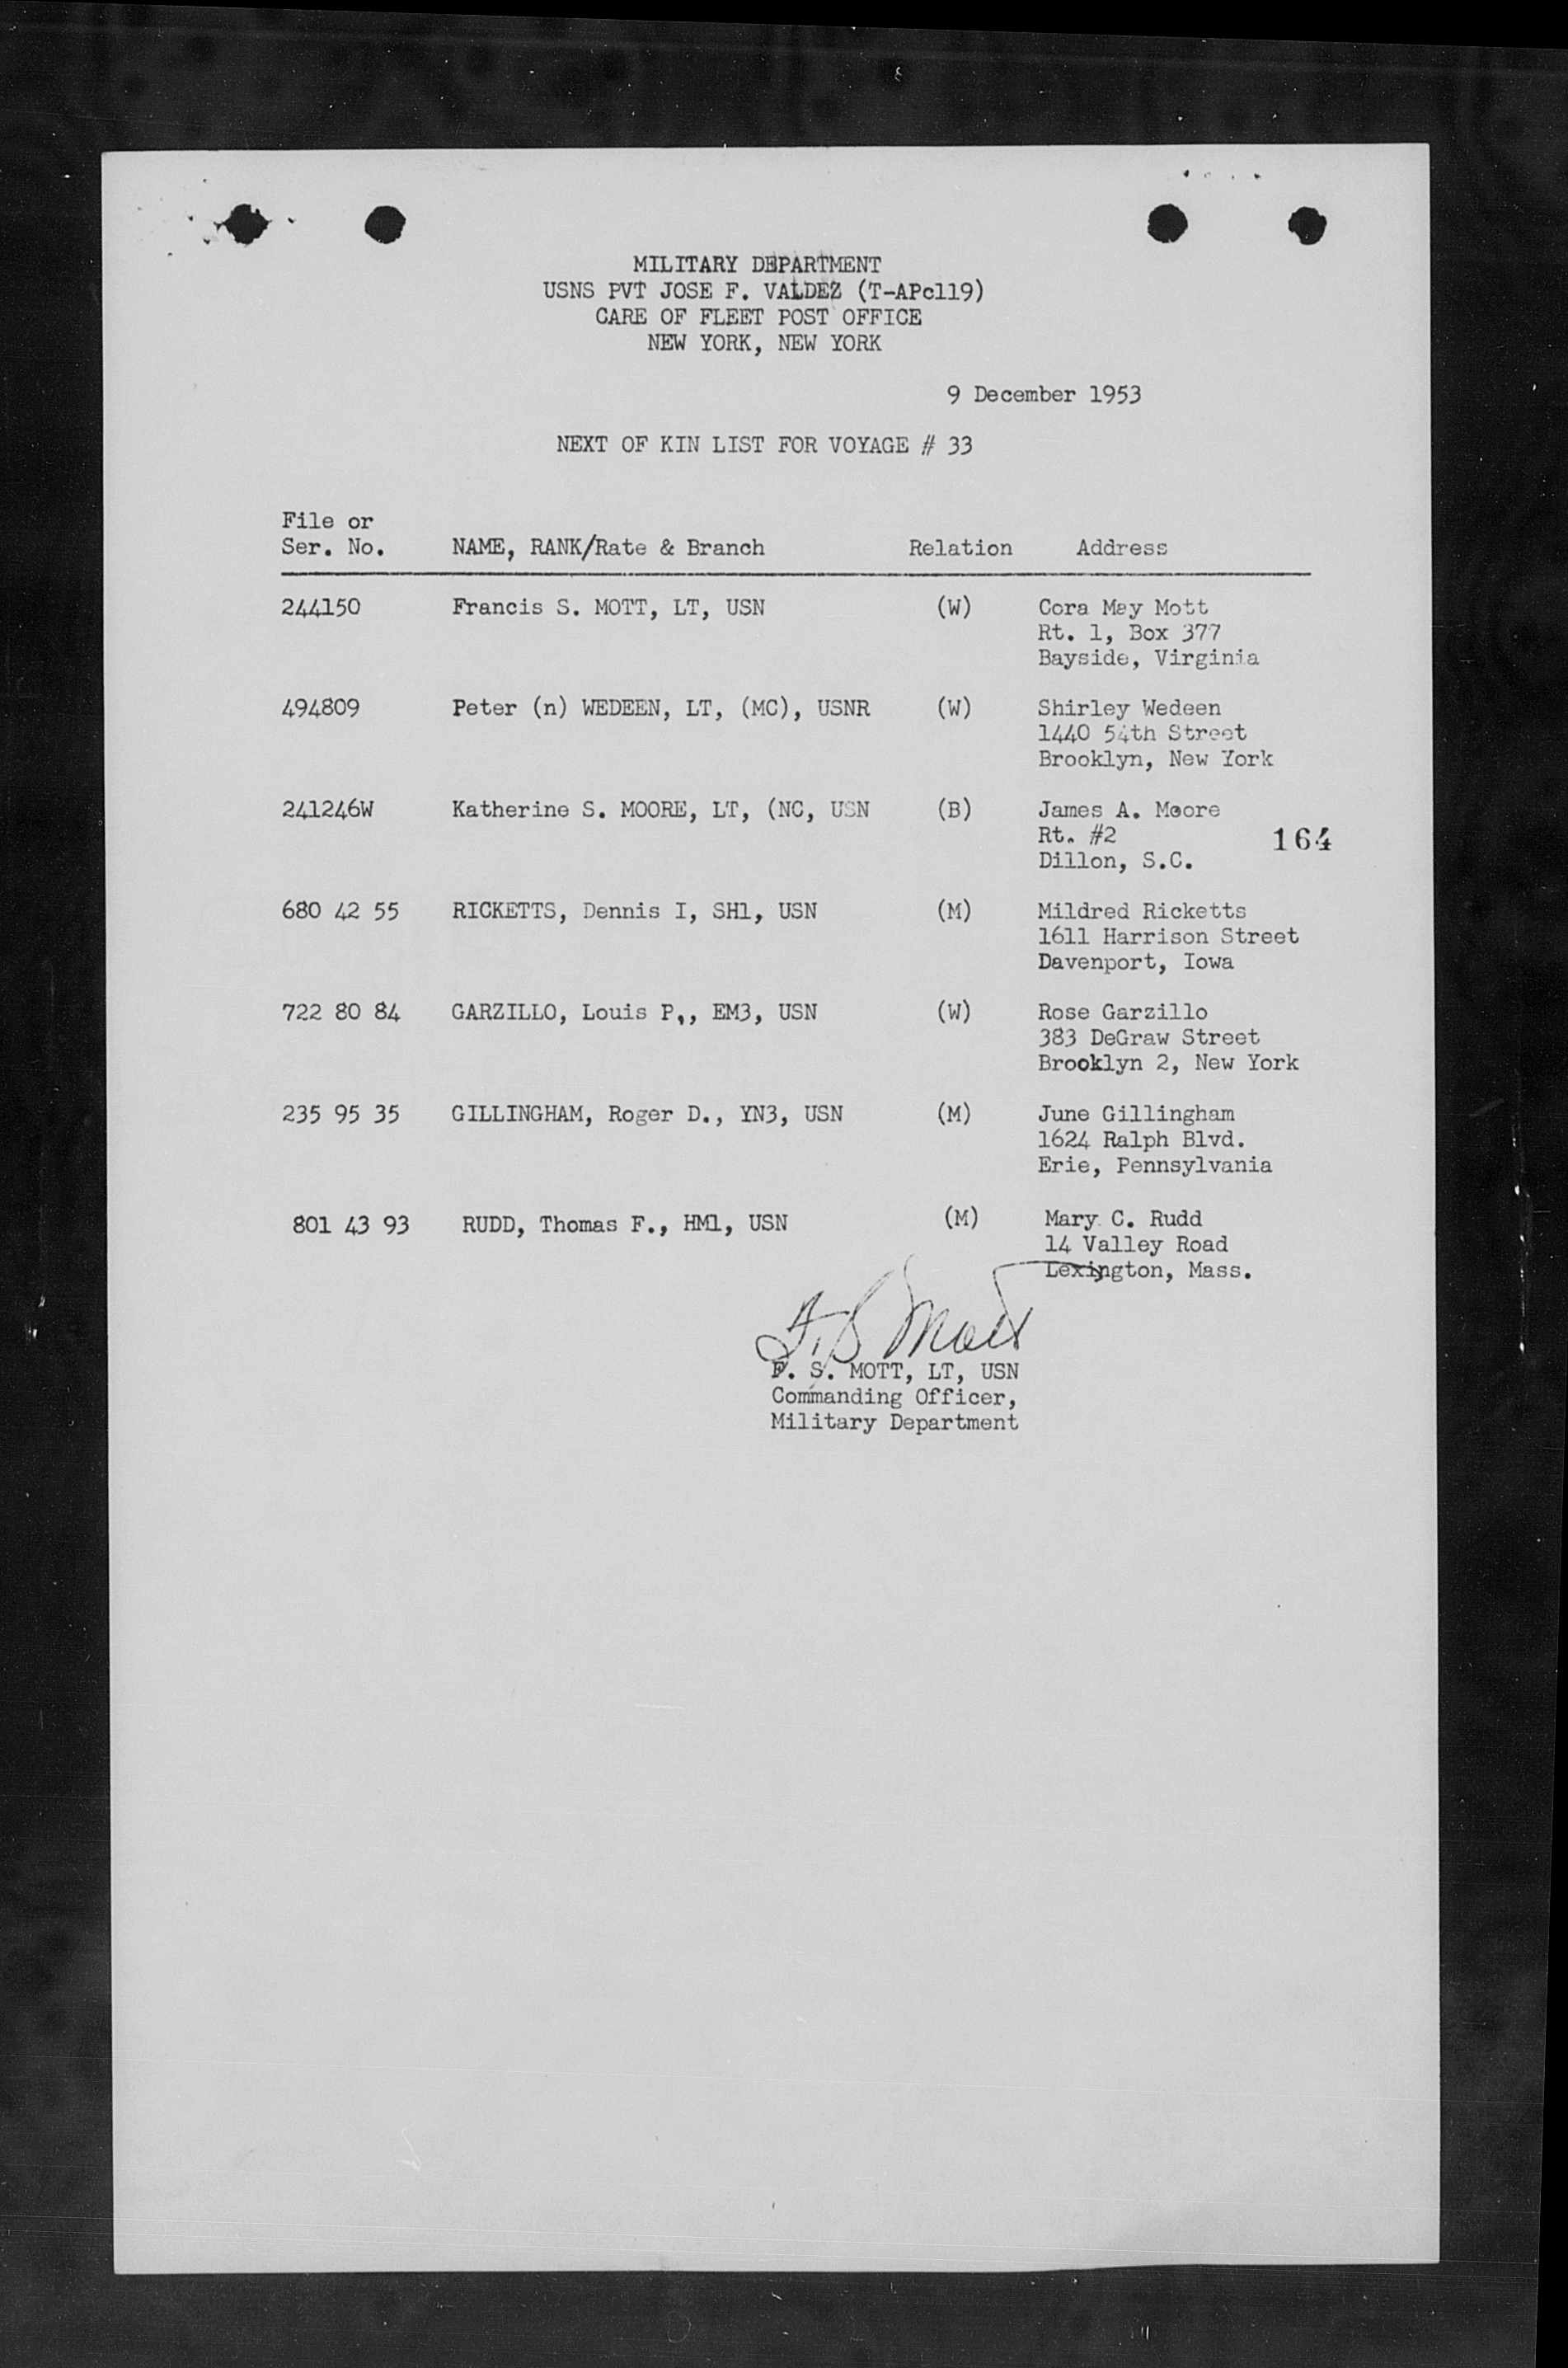 MILITARY DEPARTMENT
USNS PVT JOSE F. VALDEZ (T-APc119)
CARE OF FLEET POST OFFICE
NEW YORK, NEW YORK
9 December 1953
NEXT OF KIN LIST FOR VOYAGE # 33
File or
Ser. No. NAME, RANK/Rate & Branch Relation Address
244150 Francis S. MOTT, LT, USN (W) Cora May Mott
Rt. 1, Box 377
Bayside, Virginia
494809 Peter (n) WEDEEN, LT, (MC), USNR (W) Shirley Wedeen
1440 54th Street
Brooklyn, New York
241246W Katherine S. MOORE, LT, (NC, USN (B) James A. Moore
Rt. #2 164
Dillon, S.C.
680 42 55 RICKETTS, Dennis I, SH1, USN (M) Mildred Ricketts
1611 Harrison Street
Davenport, Iowa
722 80 84 GARZILLO, Louis P,, EM3, USN (W) Rose Garzillo
383 DeGraw Street
Brooklyn 2, New York
235 95 35 GILLINGHAM, Roger D., YN3, USN (M) June Gillingham
1624 Ralph Blvd.
Erie, Pennsylvania
801 43 93 RUDD, Thomas F., HM1, USN (M) Mary C. Rudd
14 Valley Road
Lexington, Mass.
F. S Mott
F. S. MOTT, LT, USN
Commanding Officer,
Military Department